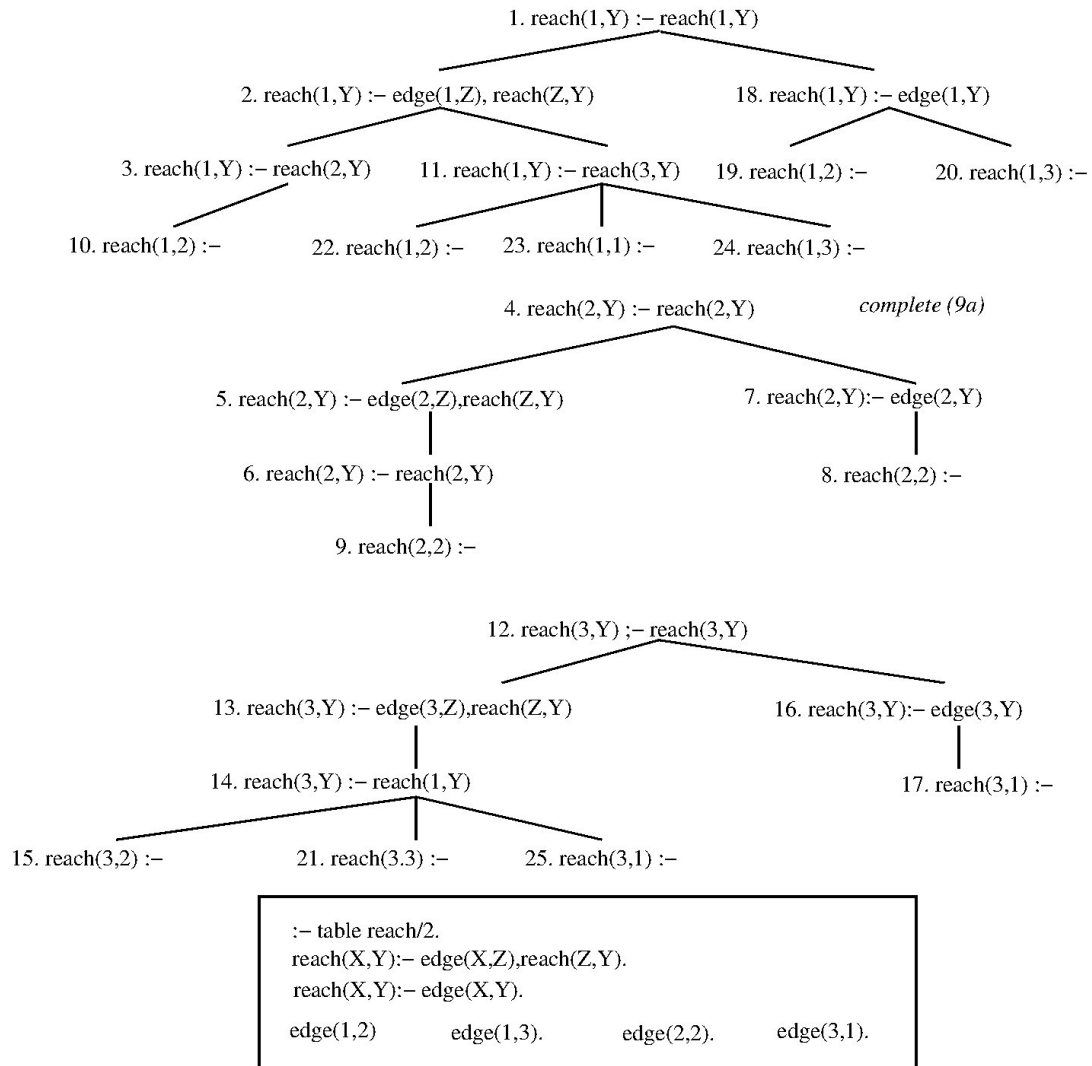 1. reach(1,Y) :− reach(1,Y)
2. reach(1,Y) :− edge(1,Z), reach(Z,Y)
18. reach(1,Y) :− edge(1,Y)
3. reach(1,Y) :− reach(2,Y)
11. reach(1,Y) :− reach(3,Y)
19. reach(1,2) :−
20. reach(1,3) :−
10. reach(1,2) :−
22. reach(1,2) :−
23. reach(1,1) :−
24. reach(1,3) :−
4. reach(2,Y) :− reach(2,Y)
complete (9a)
5. reach(2,Y) :− edge(2,Z),reach(Z,Y)
7. reach(2,Y):− edge(2,Y)
6. reach(2,Y) :− reach(2,Y)
8. reach(2,2) :−
9. reach(2,2) :−
12. reach(3,Y) ;− reach(3,Y)
13. reach(3,Y) :− edge(3,Z),reach(Z,Y)
16. reach(3,Y):− edge(3,Y)
14. reach(3,Y) :− reach(1,Y)
17. reach(3,1) :−
15. reach(3,2) :−
21. reach(3.3) :−
25. reach(3,1) :−
:− table reach/2.
reach(X,Y):− edge(X,Z),reach(Z,Y).
reach(X,Y):− edge(X,Y).
edge(1,2) edge(1,3). edge(2,2). edge(3,1).